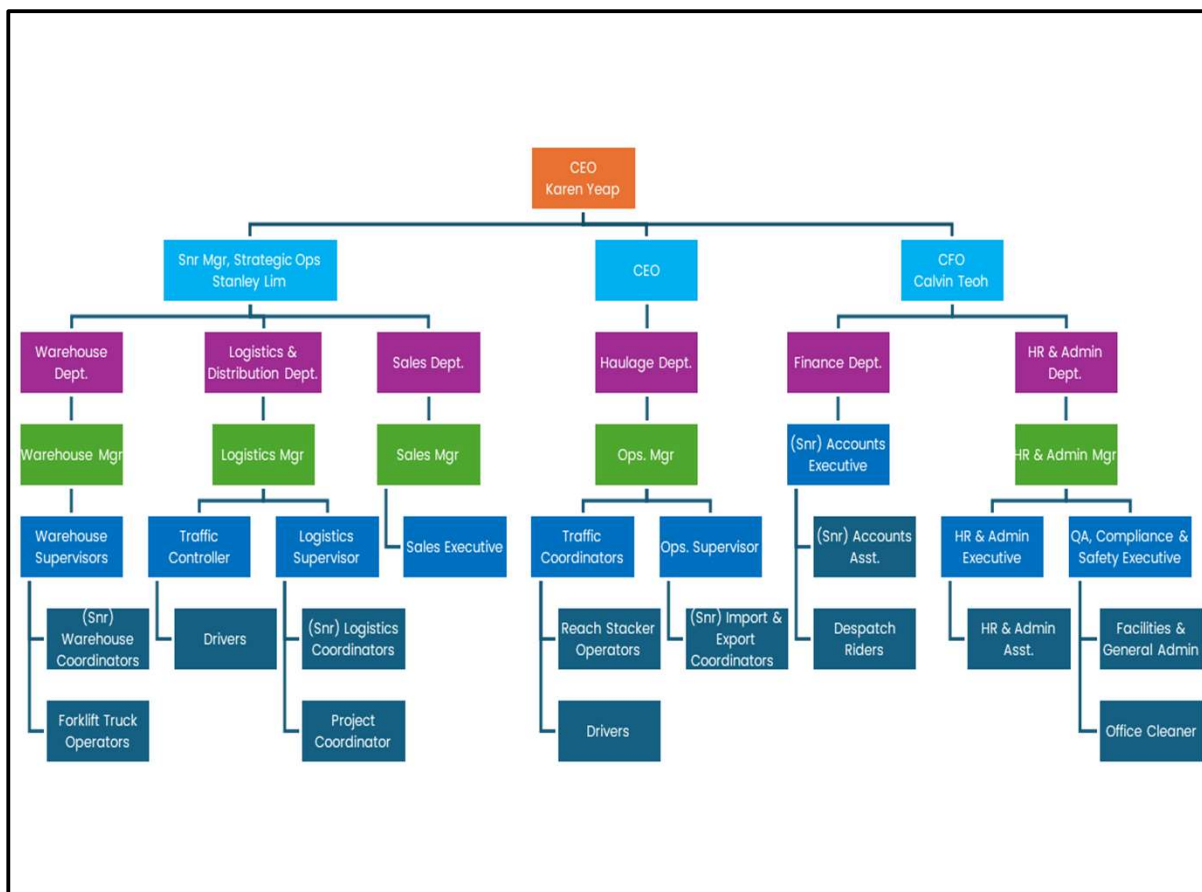 CEO
Karen Yeap
Snr Mgr, Strategic Ops
Stanley Lim
CEO
CFO
Calvin Teoh
Warehouse
Dept.
Logistics &
Distribution Dept.
Sales Dept.
Haulage Dept.
Finance Dept.
HR & Admin
Dept.
Warehouse Mgr
Logistics Mgr
Sales Mgr
Ops. Mgr
(Snr) Accounts
Executive
HR & Admin Mgr
Warehouse
Supervisors
Traffic
Controller
Logistics
Supervisor
Sales Executive
Traffic
Coordinators
Ops. Supervisor
(Snr) Accounts
Asst.
HR & Admin
Executive
QA, Compliance &
Safety Executive
(Snr)
Warehouse
Coordinators
Drivers
(Snr) Logistics
Coordinators
Reach Stacker
Operators
(Snr) Import &
Export
Coordinators
Despatch
Riders
HR & Admin
Asst.
Facilities &
General Admin
Forklift Truck
Operators
Project
Coordinator
Drivers
Office Cleaner